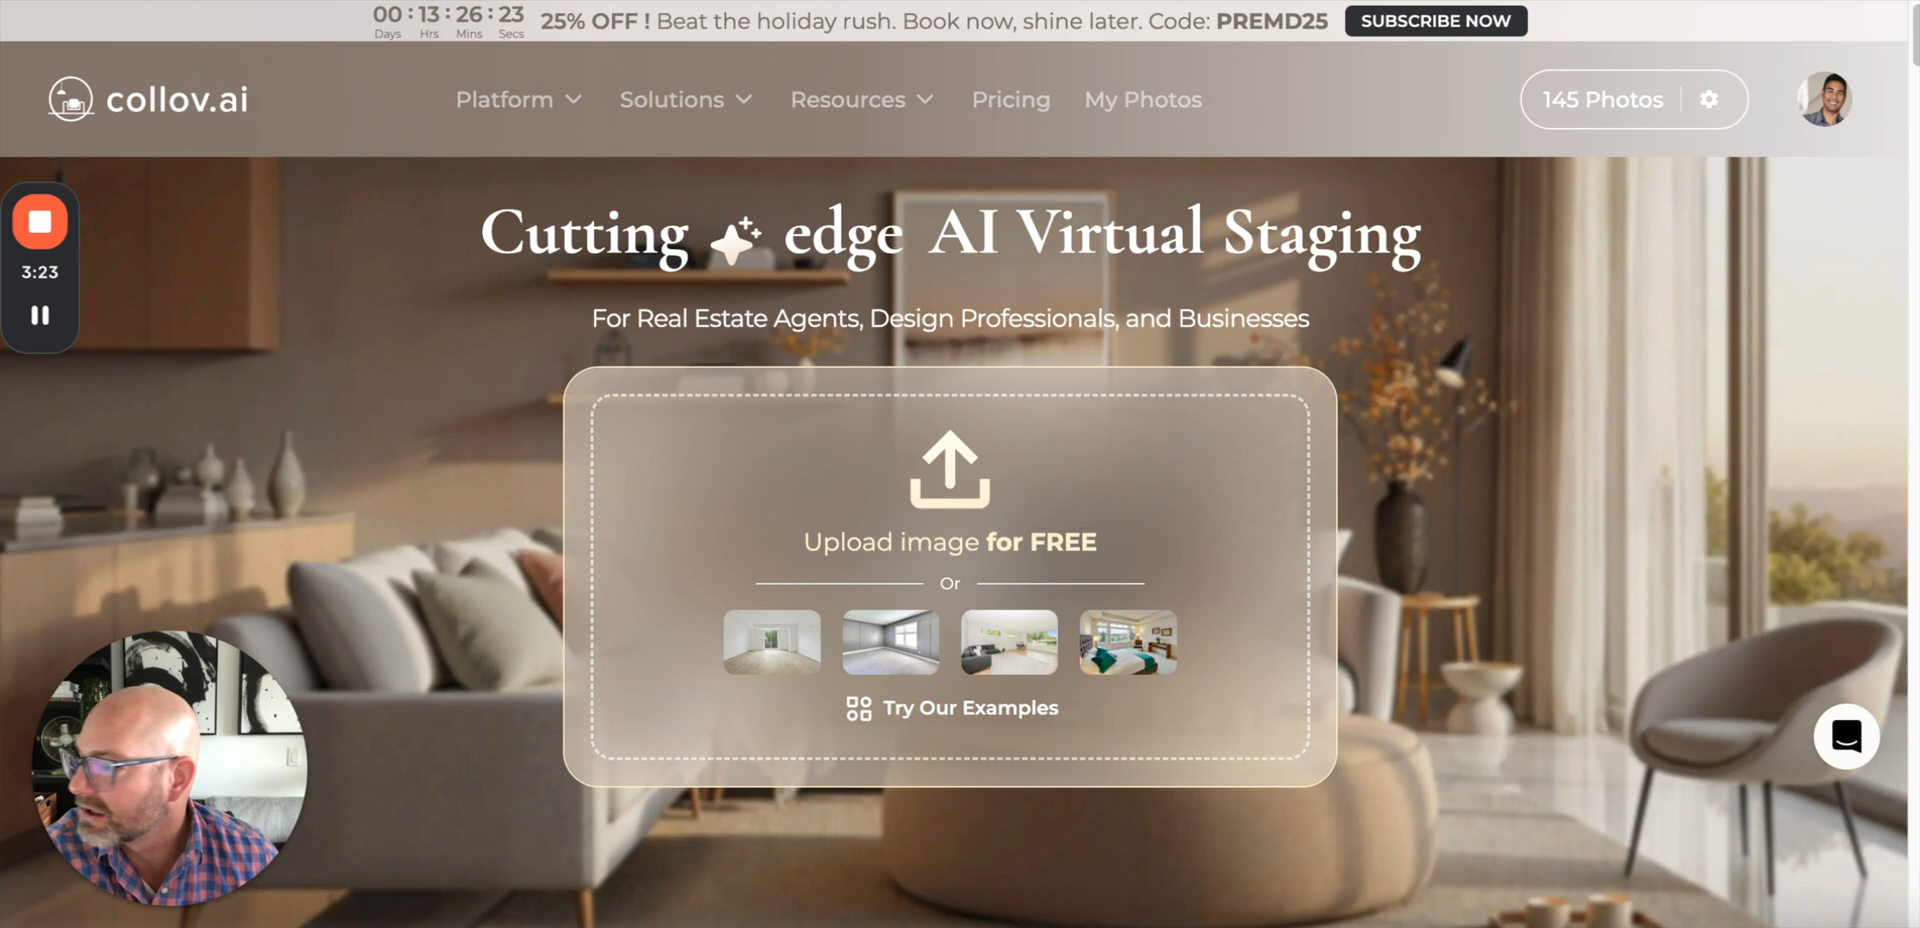 00 : 13 : 26 : 23
Days Hrs Mins Secs
25% OFF ! Beat the holiday rush. Book now, shine later. Code: PREMD25
SUBSCRIBE NOW
collov.ai
Platform
Solutions
Resources
Pricing
My Photos
145 Photos
3:23
Cutting edge AI Virtual Staging
For Real Estate Agents, Design Professionals, and Businesses
Upload image for FREE
Or
Try Our Examples